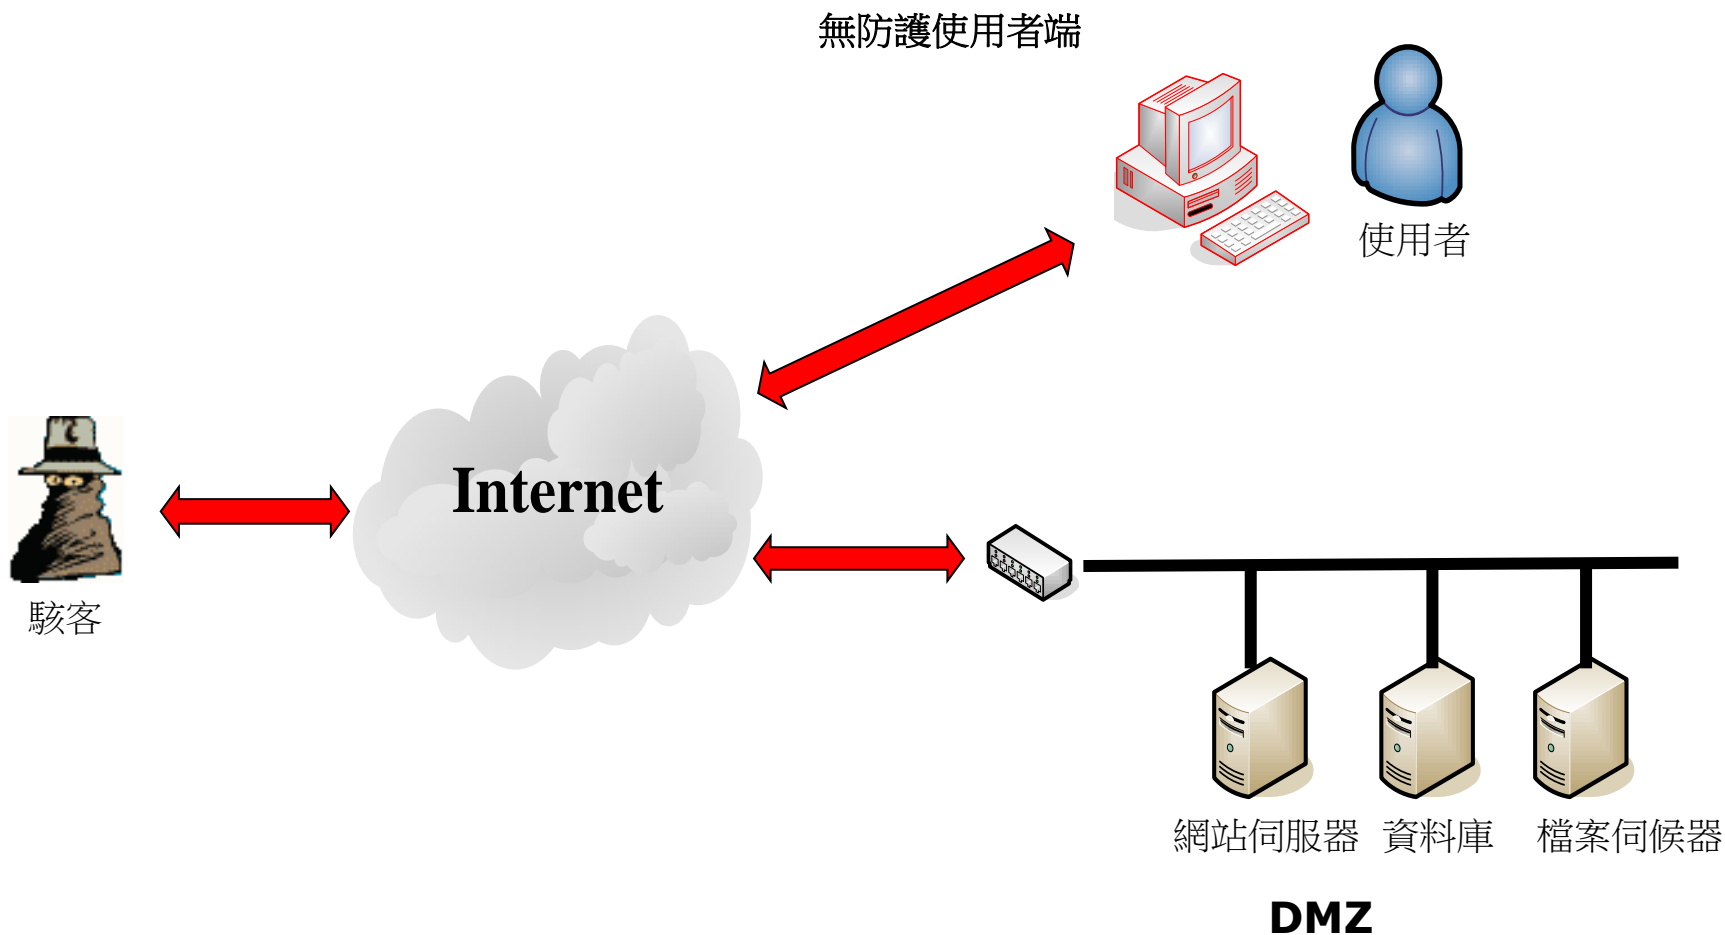 無防護使用者端
使用者
Internet
駭客
網站伺服器
資料庫
檔案伺候器
DMZ